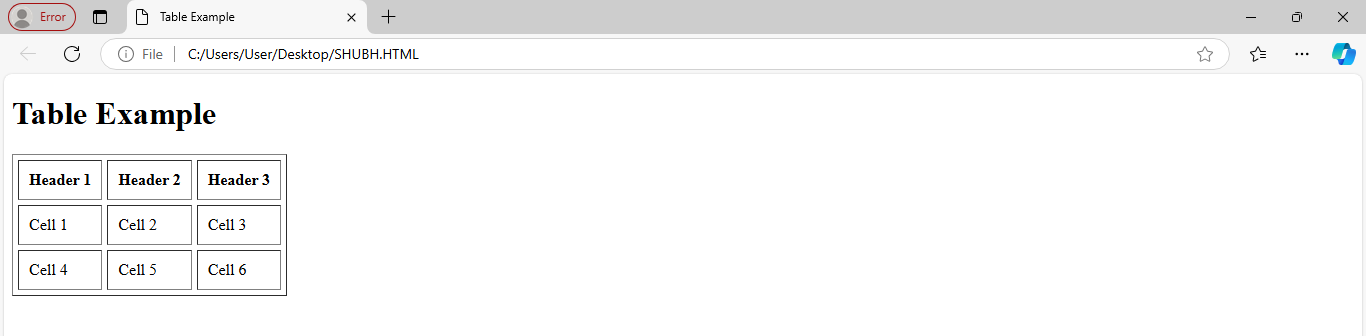 Error
Table Example
File
C:/Users/User/Desktop/SHUBH.HTML
Table Example
Header 1 Header 2 Header 3
Cell 1 Cell 2 Cell 3
Cell 4 Cell 5 Cell 6